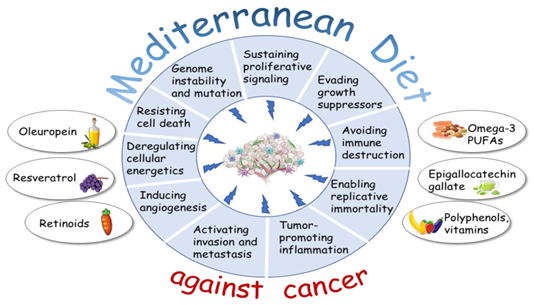 Mediterranean Diet
Sustaining
proliferative
signaling
Evading
growth
suppressors
Avoiding
immune
destruction
Enabling
replicative
immortality
Tumor-
promoting
inflammation
Activating
invasion and
metastasis
Inducing
angiogenesis
Deregulating
cellular
energetics
Resisting
cell death
Genome
instability
and mutation
Oleuropein
Resveratrol
Retinoids
Omega-3
PUFAs
Epigallocatechin
gallate
Polyphenols,
vitamins
against cancer